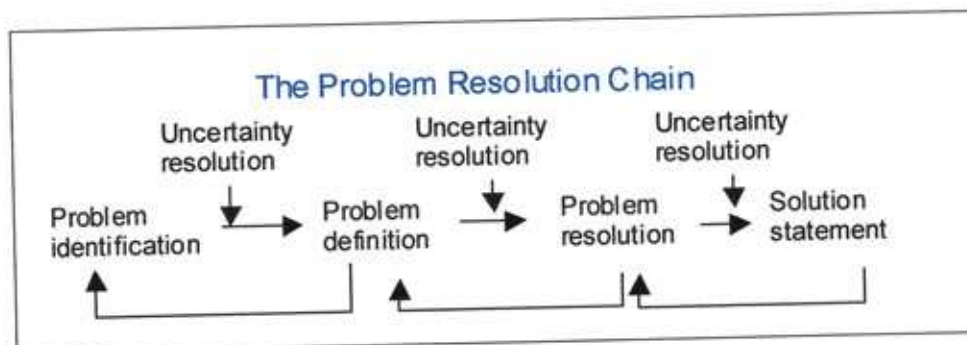 The Problem Resolution Chain
Uncertainty
resolution
Uncertainty
resolution
Uncertainty
resolution
Problem
identification
Problem
definition
Problem
resolution
Solution
statement